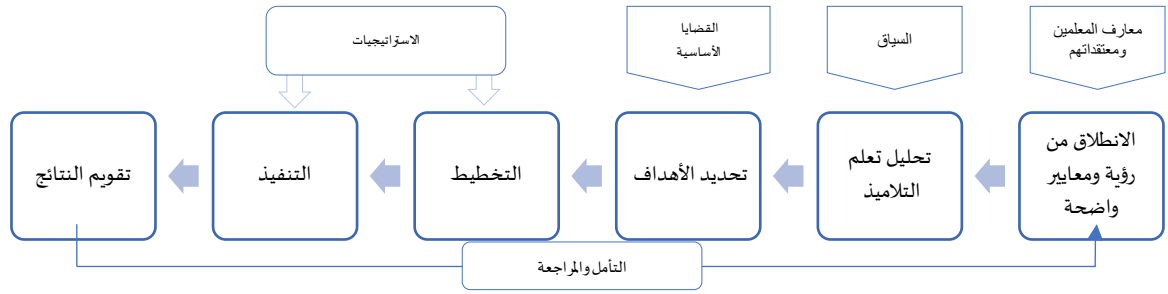 معارف المعلمين
ومعتقداتهم
السياق
القضايا
الأساسية
الاستراتيجيات
الانطلاق من
رؤية ومعايير
واضحة
تحليل تعلم
التلاميذ
تحديد الأهداف
التخطيط
التنفيذ
تقويم النتائج
التأمل والمراجعة